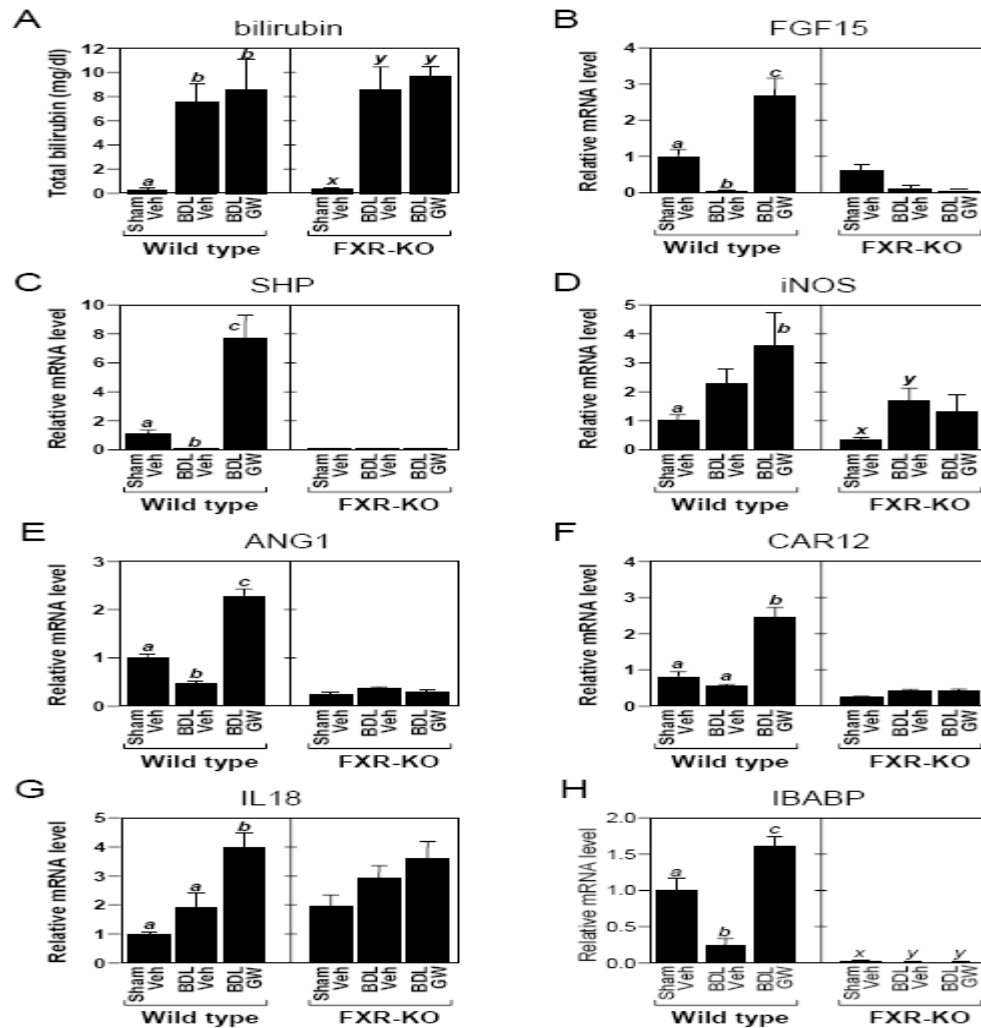 A
bilirubin
Total bilirubin (mg/dl)
12
10
8
6
4
2
0
a
b
b
x
y
y
Sham Veh
BDL Veh
BDL GW
Sham Veh
BDL Veh
BDL GW
Wild type
FXR-KO
B
FGF15
Relative mRNA level
4
3
2
1
0
a
b
c
Sham Veh
BDL Veh
BDL GW
Sham Veh
BDL Veh
BDL GW
Wild type
FXR-KO
C
SHP
Relative mRNA level
10
8
6
4
2
0
a
b
c
Sham Veh
BDL Veh
BDL GW
Sham Veh
BDL Veh
BDL GW
Wild type
FXR-KO
D
iNOS
Relative mRNA level
5
4
3
2
1
0
a
b
x
y
Sham Veh
BDL Veh
BDL GW
Sham Veh
BDL Veh
BDL GW
Wild type
FXR-KO
E
ANG1
Relative mRNA level
3
2
1
0
a
b
c
Sham Veh
BDL Veh
BDL GW
Sham Veh
BDL Veh
BDL GW
Wild type
FXR-KO
F
CAR12
Relative mRNA level
4
3
2
1
0
a
a
b
Sham Veh
BDL Veh
BDL GW
Sham Veh
BDL Veh
BDL GW
Wild type
FXR-KO
G
IL18
Relative mRNA level
5
4
3
2
1
0
a
a
b
Sham Veh
BDL Veh
BDL GW
Sham Veh
BDL Veh
BDL GW
Wild type
FXR-KO
H
IBABP
Relative mRNA level
2.0
1.5
1.0
0.5
0.0
a
b
c
x
y
y
Sham Veh
BDL Veh
BDL GW
Sham Veh
BDL Veh
BDL GW
Wild type
FXR-KO